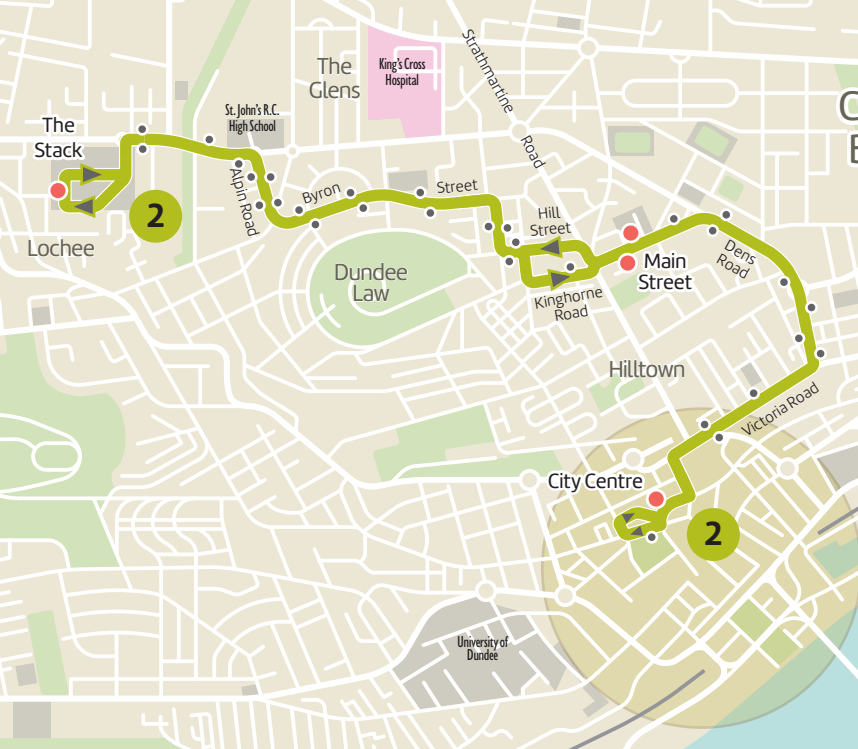 Strathmartine
Road
The
Glens
King's Cross
Hospital
St. John's R.C.
High School
The
Stack
2
Lochee
Alpin Road
Byron
Street
Hill
Street
Dundee
Law
Kinghorne
Road
Main
Street
Dens
Road
Hilltown
Victoria Road
City Centre
2
University of
Dundee